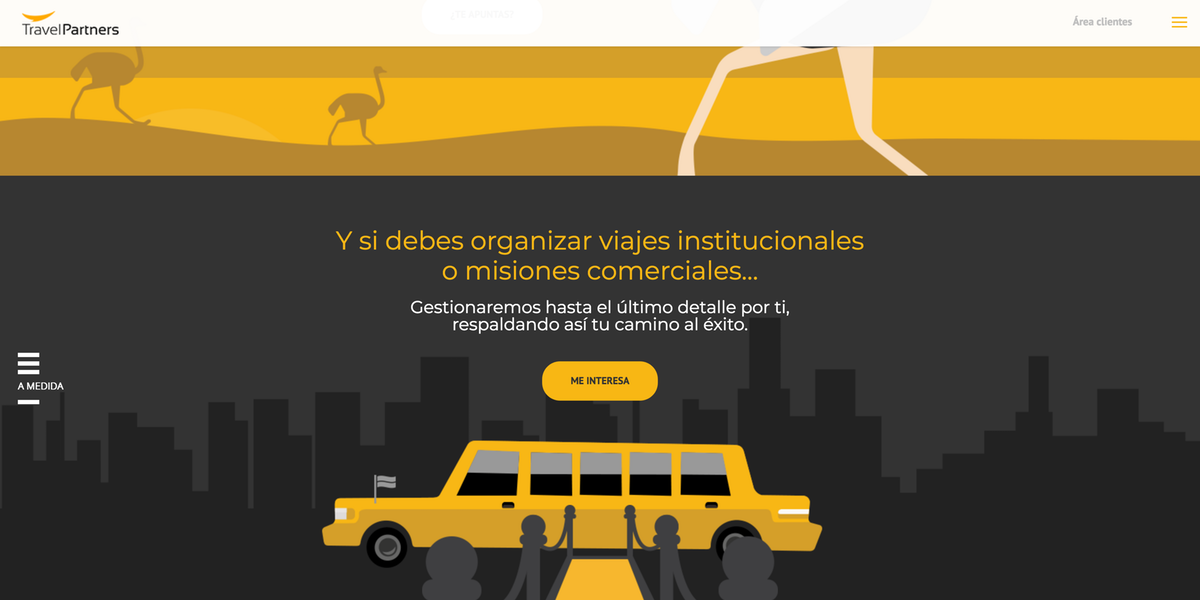 ¿TE APUNTAS?
TravelPartners
Área clientes
Y si debes organizar viajes institucionales
o misiones comerciales...
Gestionaremos hasta el último detalle por ti,
respaldando así tu camino al éxito.
ME INTERESA
A MEDIDA